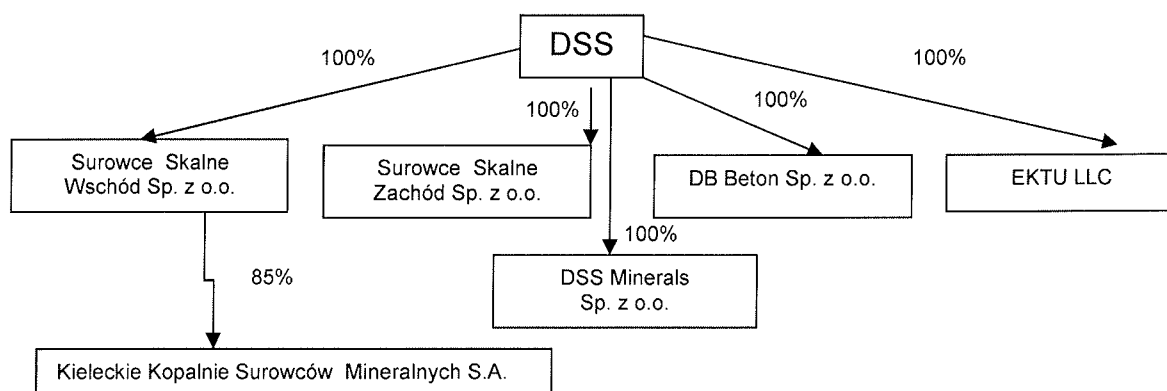 DSS
100%
100%
100%
100%
Surowce Skalne
Wschód Sp. z o.o.
Surowce Skalne
Zachód Sp. z o.o.
DB Beton Sp. z o.o.
EKTU LLC
100%
85%
DSS Minerals
Sp. z o.o.
Kieleckie Kopalnie Surowców Mineralnych S.A.